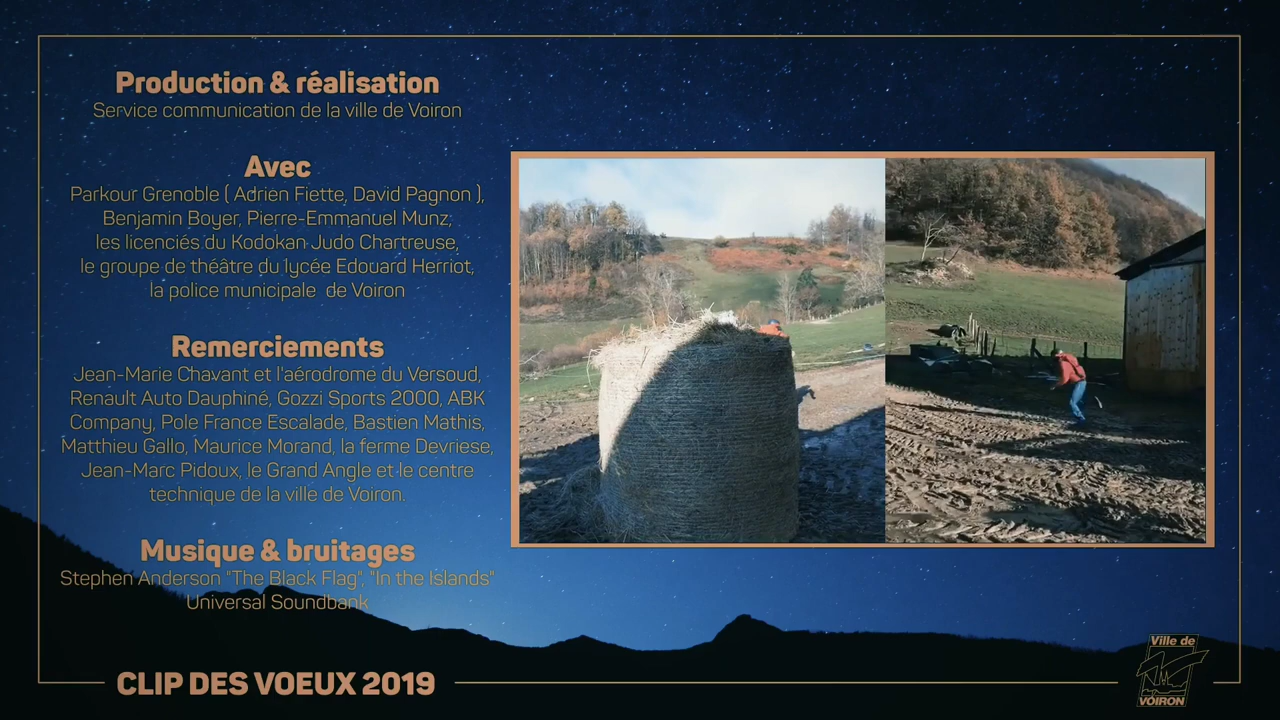 Production & réalisation
Service communication de la ville de Voiron
Avec
Parkour Grenoble ( Adrien Fiette, David Pagnon ),
Benjamin Boyer, Pierre-Emmanuel Munz,
les licenciés du Kodokan Judo Chartreuse,
le groupe de théâtre du lycée Edouard Herriot,
la police municipale de Voiron
Remerciements
Jean-Marie Chavant et l'aérodrome du Versoud,
Renault Auto Dauphiné, Gozzi Sports 2000, ABK
Company, Pole France Escalade, Bastien Mathis,
Matthieu Gallo, Maurice Morand, la ferme Devriese,
Jean-Marc Pidoux, le Grand Angle et le centre
technique de la ville de Voiron.
Musique & bruitages
Stephen Anderson "The Black Flag", "In the Islands"
Universal Soundbank
CLIP DES VOEUX 2019
Ville de
VOIRON